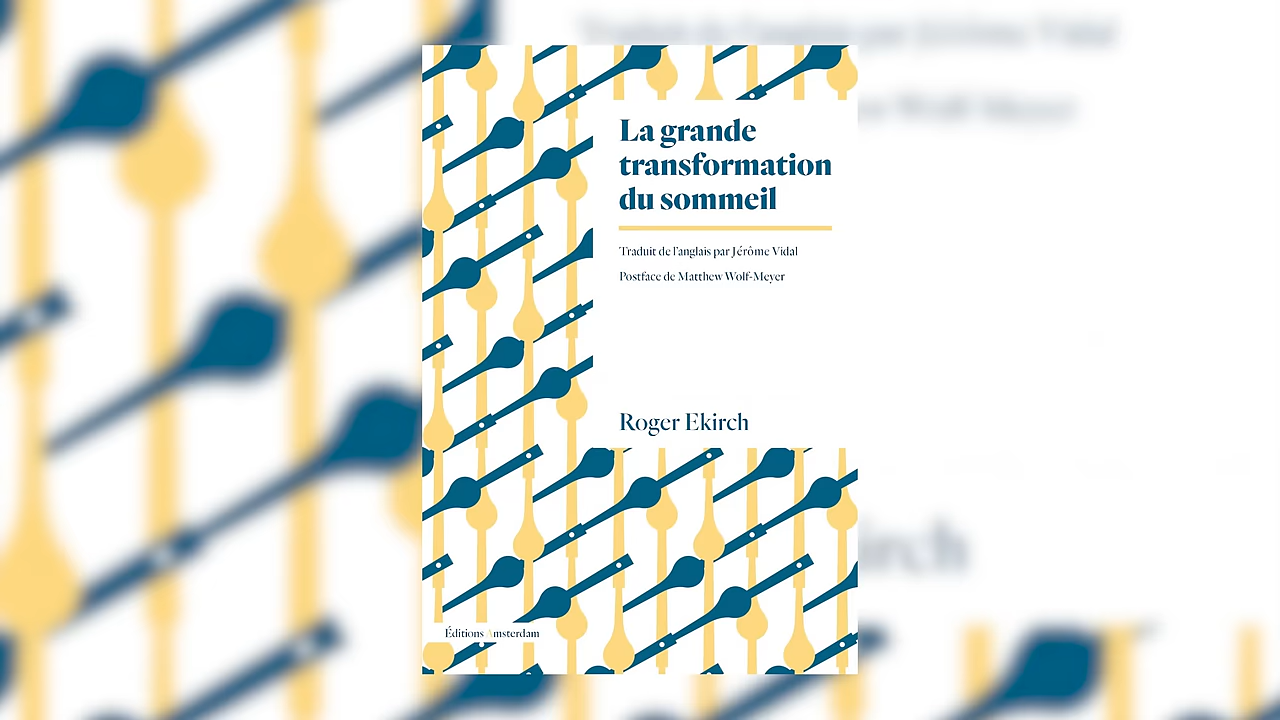 La grande
transformation
du sommeil
Traduit de l'anglais par Jérôme Vidal
Postface de Matthew Wolf-Meyer
Roger Ekirch
Éditions Amsterdam